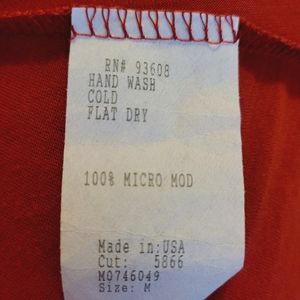 RN# 93608
HAND WASH
COLD
FLAT DRY
100% MICRO MOD
Made in:USA
Cut: 5866
M0746049
Size: M